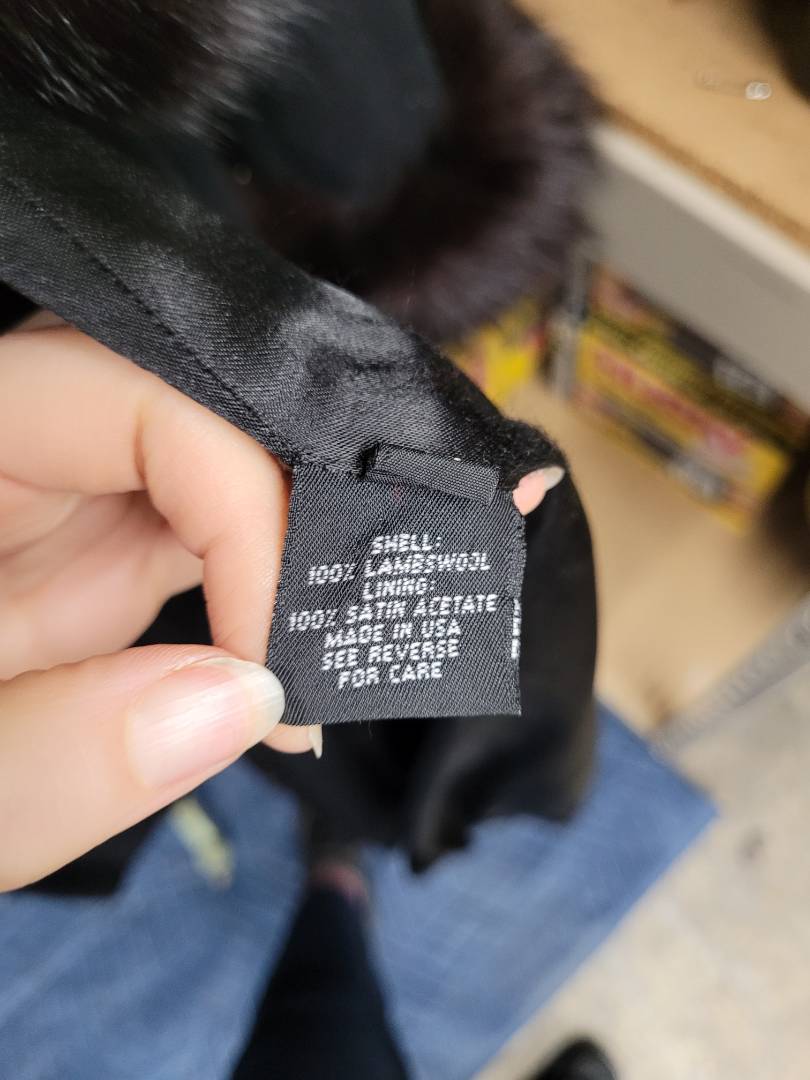 SHELL:
100% LAMBSWOOL
LINING:
100% SATIN ACETATE
MADE IN USA
SEE REVERSE
FOR CARE